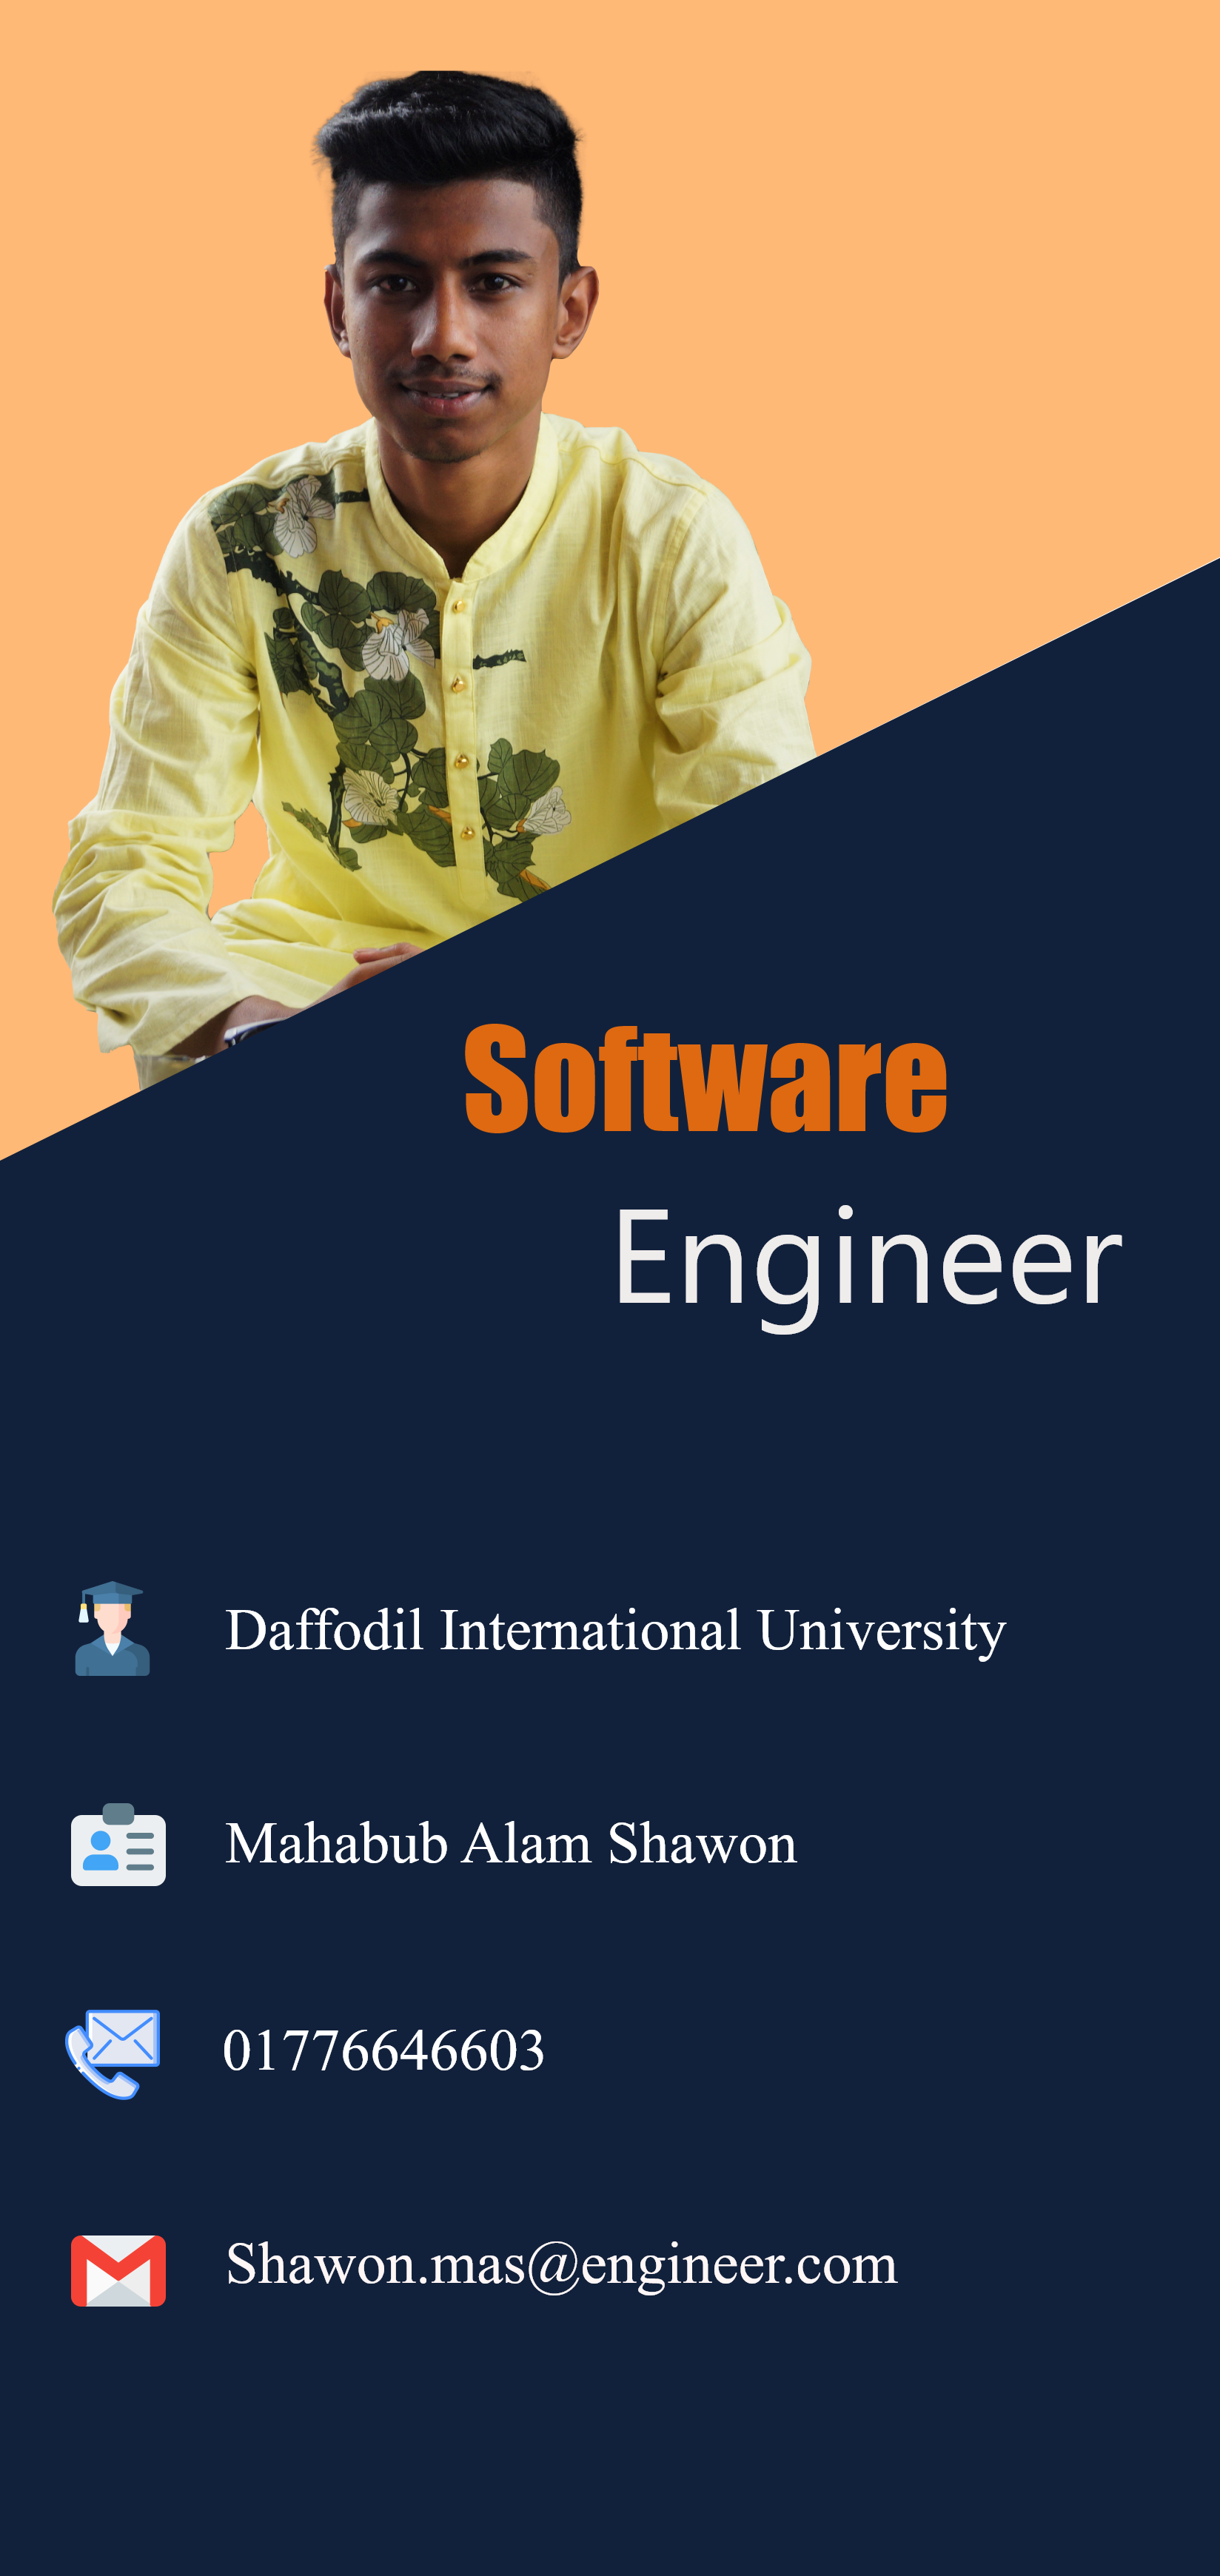 Software
Engineer
Daffodil International University
Mahabub Alam Shawon
01776646603
Shawon.mas@engineer.com